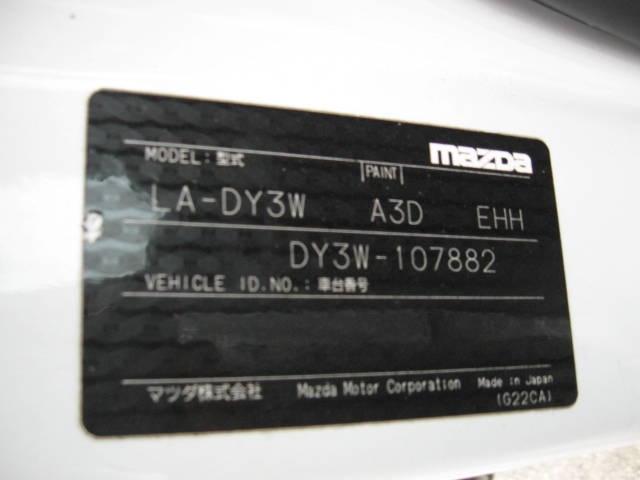 mazda
MODEL : 型式 PAINT
LA-DY3W A3D EHH
DY3W-107882
VEHICLE ID.NO.: 車台番号
マツダ株式会社 Mazda Motor Corporation Made in Japan
(G22CA)